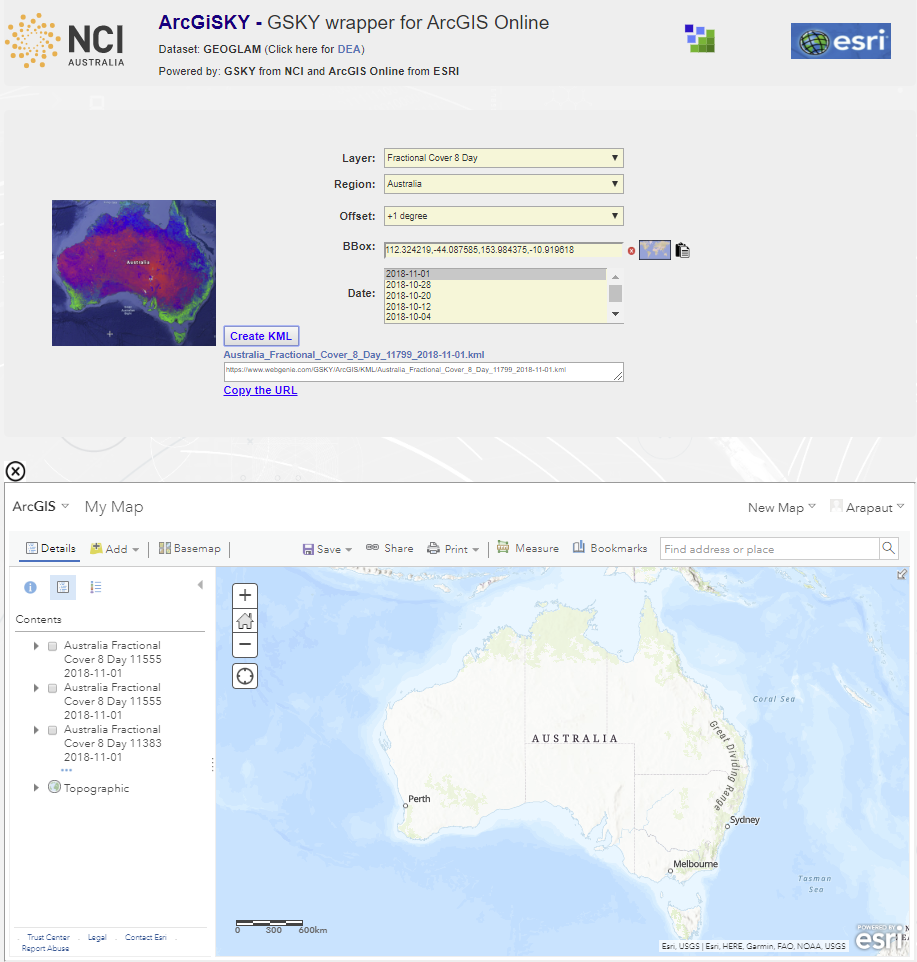 NCI
AUSTRALIA
ArcGiSKY - GSKY wrapper for ArcGIS Online
Dataset: GEOGLAM (Click here for DEA)
Powered by: GSKY from NCI and ArcGIS Online from ESRI
esri
Layer: Fractional Cover 8 Day
Region: Australia
Offset: +1 degree
BBox: 112.324219,-44.087585,153.984375,-10.919618
Date:
2018-11-01
2018-10-28
2018-10-20
2018-10-12
2018-10-04
Australia
Create KML
Australia_Fractional_Cover_8_Day_11799_2018-11-01.kml
https://www.webgenie.com/GSKY/ArcGIS/KML/Australia_Fractional_Cover_8_Day_11799_2018-11-01.kml
Copy the URL
ArcGIS My Map New Map Arapaut
Details Add Basemap Save Share Print Measure Bookmarks Find address or place
Contents
Australia Fractional
Cover 8 Day 11555
2018-11-01
Australia Fractional
Cover 8 Day 11555
2018-11-01
Australia Fractional
Cover 8 Day 11383
2018-11-01
Topographic
Trust Center . Legal . Contact Esri .
Report Abuse
Coral Sea
AUSTRALIA
Great Dividing Range
Perth
Sydney
Melbourne
Tasman
Sea
0 300 600km
Esri, USGS | Esri, HERE, Garmin, FAO, NOAA, USGS
POWERED BY
esri